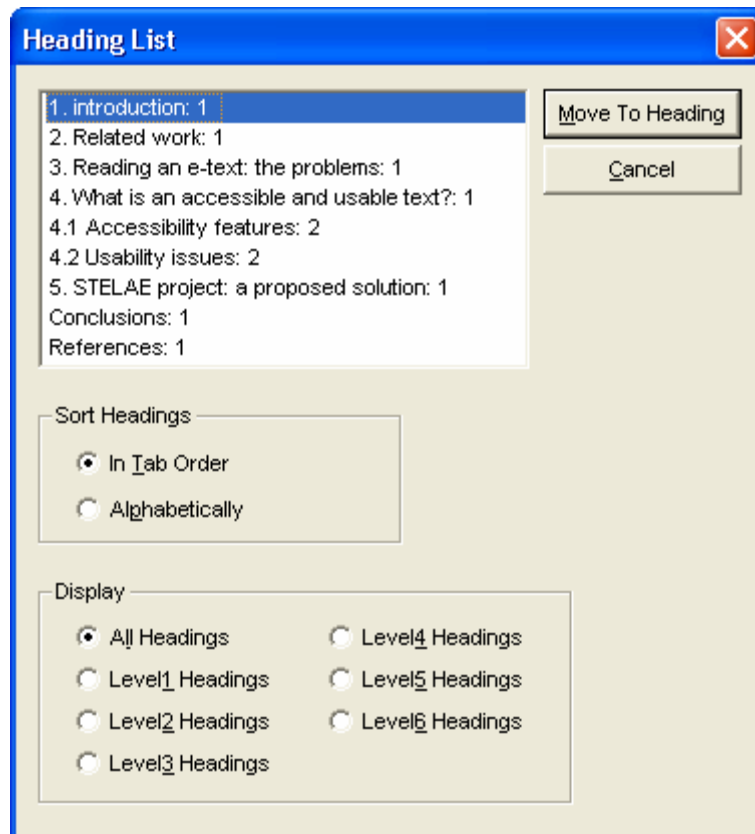 Heading List
1. introduction: 1
2. Related work: 1
3. Reading an e-text: the problems: 1
4. What is an accessible and usable text?: 1
4.1 Accessibility features: 2
4.2 Usability issues: 2
5. STELAE project: a proposed solution: 1
Conclusions: 1
References: 1
Move To Heading
Cancel
Sort Headings
In Tab Order
Alphabetically
Display
All Headings
Level1 Headings
Level2 Headings
Level3 Headings
Level4 Headings
Level5 Headings
Level6 Headings